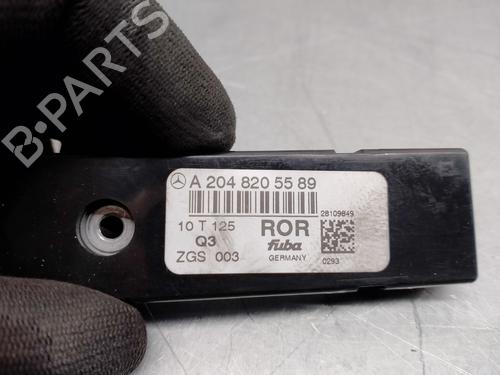 B-PARTS
A 204 820 55 89
28109849
10 T 125
ROR
Q3
fuba
ZGS 003
GERMANY
0293